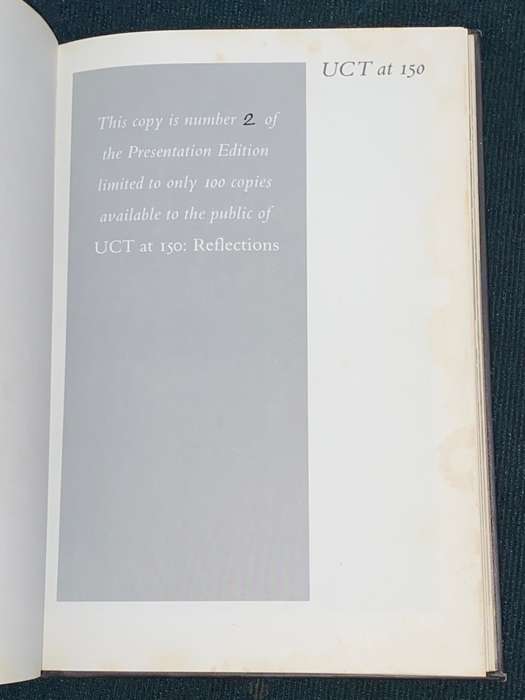 UCT at 150
This copy is number 2 of
the Presentation Edition
limited to only 100 copies
available to the public of
UCT at 150: Reflections